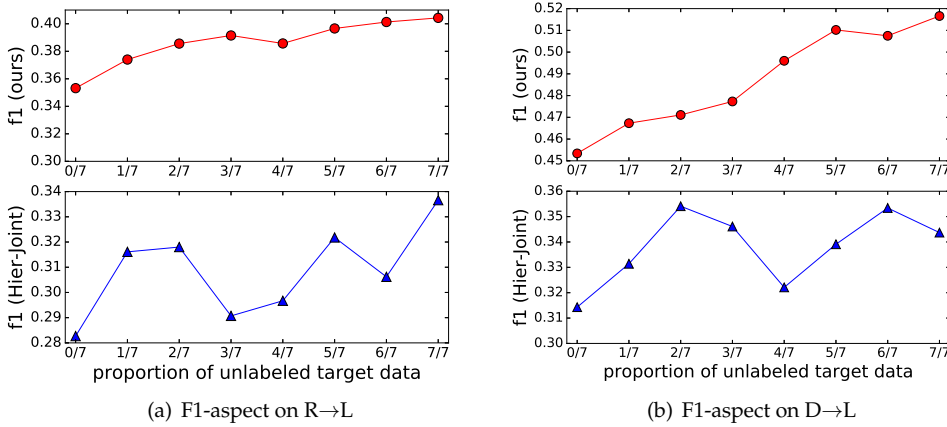 f1 (ours)
0.40
0.38
0.36
0.34
0.32
0.30
0/7 1/7 2/7 3/7 4/7 5/7 6/7 7/7
f1 (Hier-Joint)
0.34
0.33
0.32
0.31
0.30
0.29
0.28
0/7 1/7 2/7 3/7 4/7 5/7 6/7 7/7
proportion of unlabeled target data
(a) F1-aspect on R→L
f1 (ours)
0.52
0.51
0.50
0.49
0.48
0.47
0.46
0.45
0/7 1/7 2/7 3/7 4/7 5/7 6/7 7/7
f1 (Hier-Joint)
0.36
0.35
0.34
0.33
0.32
0.31
0.30
0/7 1/7 2/7 3/7 4/7 5/7 6/7 7/7
proportion of unlabeled target data
(b) F1-aspect on D→L